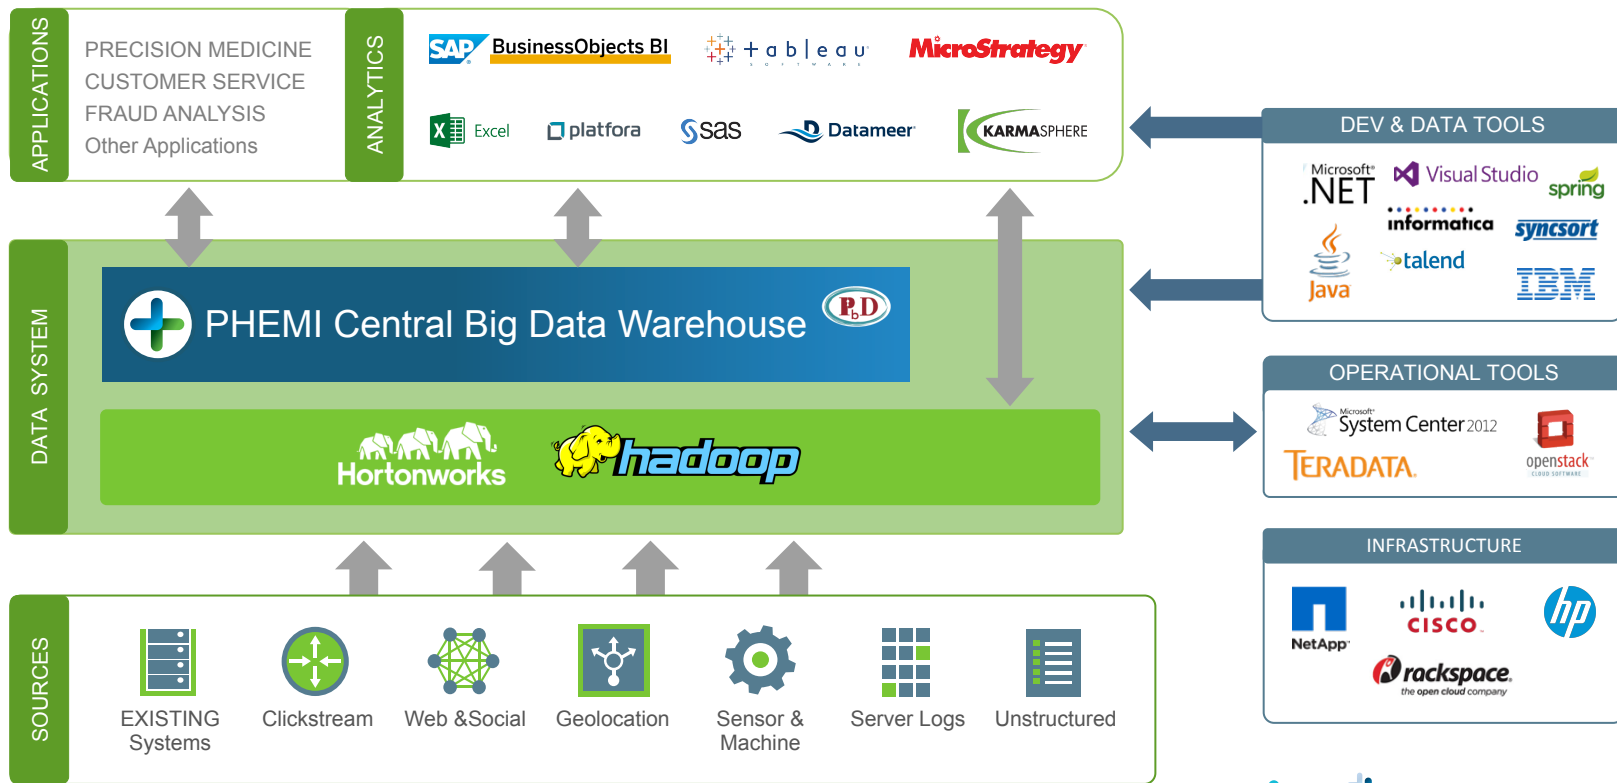 APPLICATIONS
PRECISION MEDICINE
CUSTOMER SERVICE
FRAUD ANALYSIS
Other Applications
ANALYTICS
SAP BusinessObjects BI
+ a b l e a u
S O F T W A R E
MicroStrategy
Excel
platfora
sas
Datameer
KARMASPHERE
DEV & DATA TOOLS
Microsoft®
.NET
Visual Studio
spring
informatica
syncsort
Java
talend
IBM
DATA SYSTEM
PHEMI Central Big Data Warehouse
PbD
Hortonworks
hadoop
OPERATIONAL TOOLS
Microsoft®
System Center 2012
TERADATA.
openstack
CLOUD SOFTWARE
INFRASTRUCTURE
NetApp
CISCO
hp
rackspace.
the open cloud company
SOURCES
EXISTING
Systems
Clickstream
Web &Social
Geolocation
Sensor &
Machine
Server Logs
Unstructured